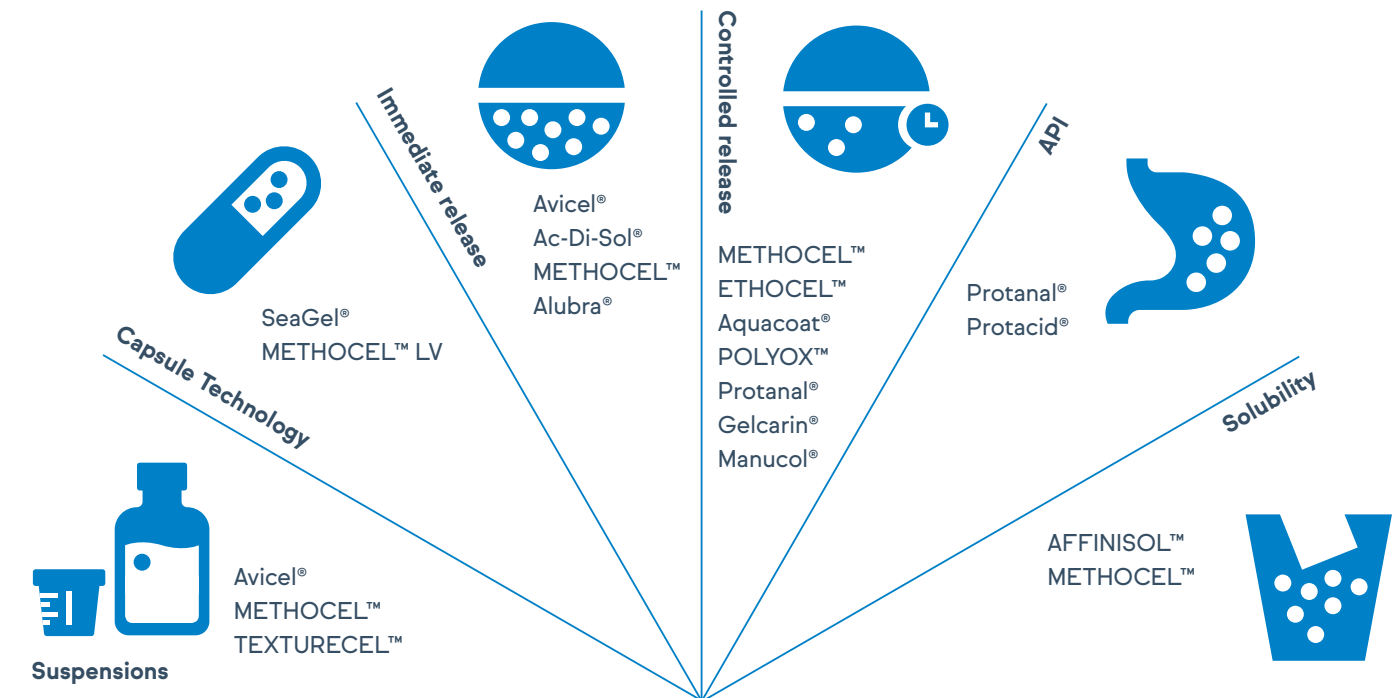 Suspensions
Avicel®
METHOCEL™
TEXTURECEL™
Capsule Technology
SeaGel®
METHOCEL™ LV
Immediate release
Avicel®
Ac-Di-Sol®
METHOCEL™
Alubra®
Controlled release
METHOCEL™
ETHOCEL™
Aquacoat®
POLYOX™
Protanal®
Gelcarin®
Manucol®
API
Protanal®
Protacid®
Solubility
AFFINISOL™
METHOCEL™